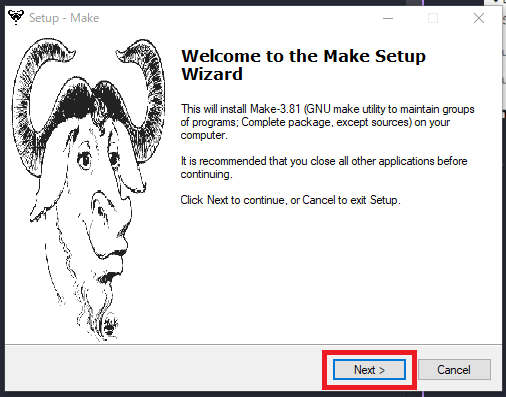 Setup - Make
Welcome to the Make Setup
Wizard
This will install Make-3.81 (GNU make utility to maintain groups
of programs; Complete package, except sources) on your
computer.
It is recommended that you close all other applications before
continuing.
Click Next to continue, or Cancel to exit Setup.
Next >
Cancel